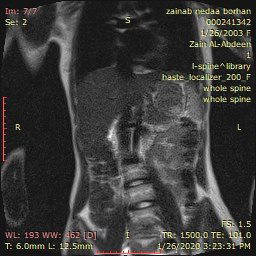 Im: 7/7
Se: 2
zainab nedaa borhan
000241342
1/26/2003 F
Zain AL-Abdeen
1
l-spine^library
haste_localizer_200_F
whole spine
whole spine
S
R
L
I
WL: 193 WW: 462 [D]
T: 6.0mm L: 12.5mm
FS: 1.5
TR: 1500.0 TE: 101.0
1/26/2020 3:23:31 PM